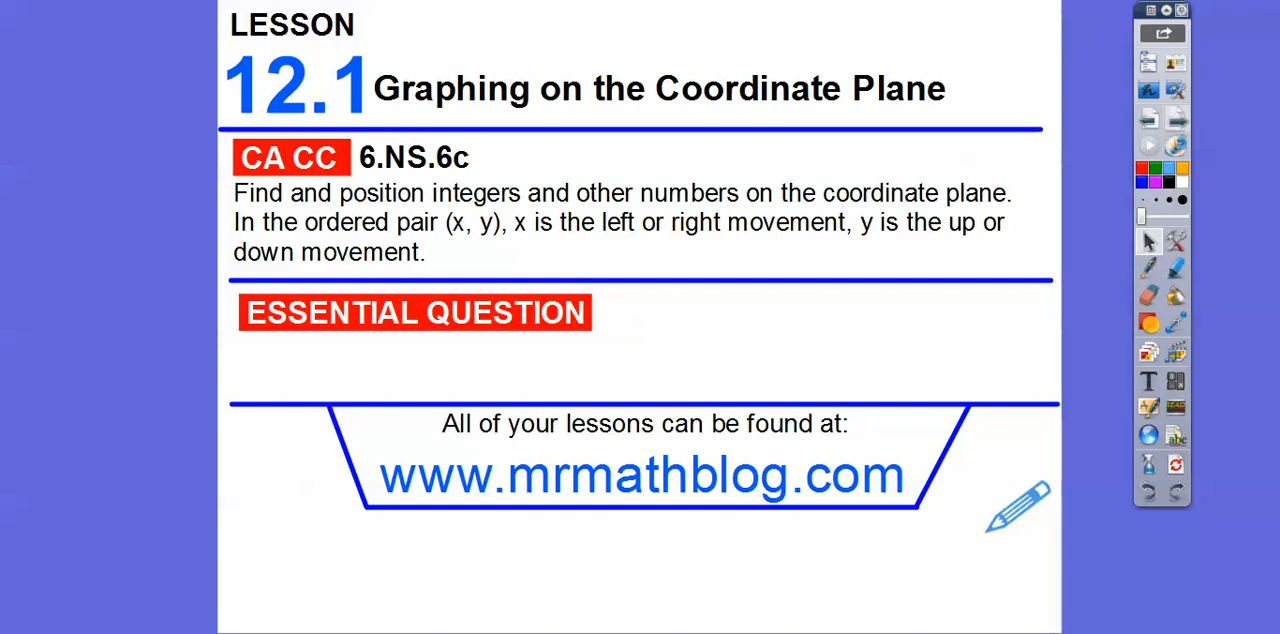 LESSON
12.1 Graphing on the Coordinate Plane
CA CC 6.NS.6c
Find and position integers and other numbers on the coordinate plane.
In the ordered pair (x, y), x is the left or right movement, y is the up or
down movement.
ESSENTIAL QUESTION
All of your lessons can be found at:
www.mrmathblog.com